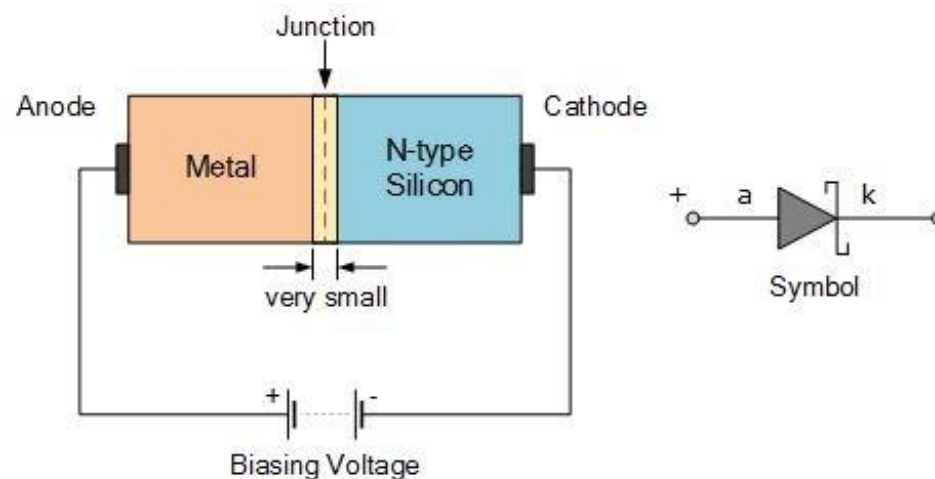 Junction
Anode
Cathode
Metal
N-type
Silicon
very small
+ -
Biasing Voltage
+ a k
Symbol